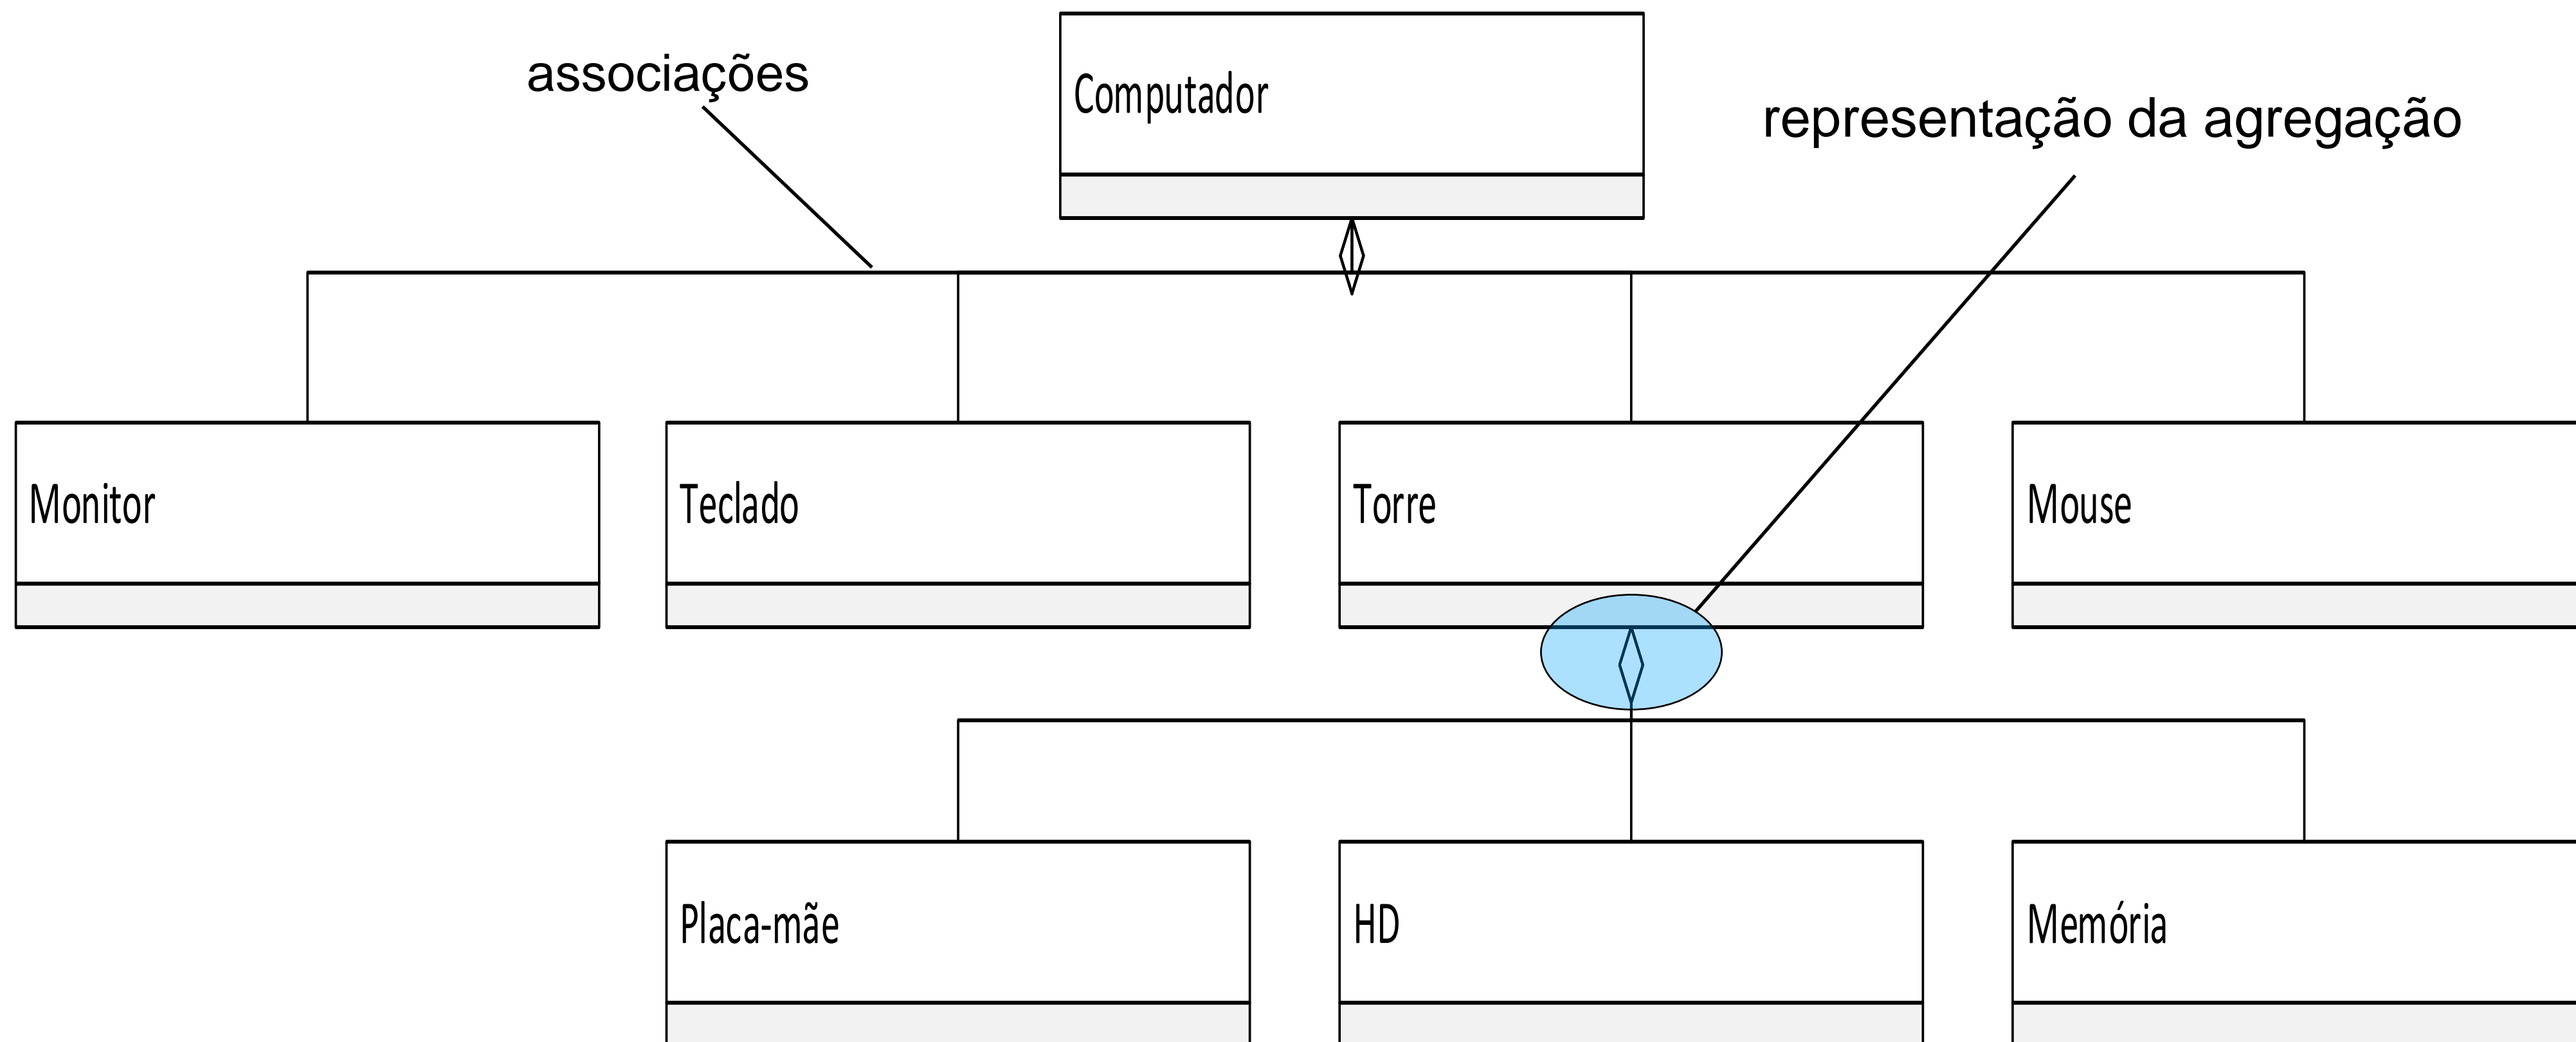 associações
Computador
representação da agregação
Monitor
Teclado
Torre
Mouse
Placa-mãe
HD
Memória